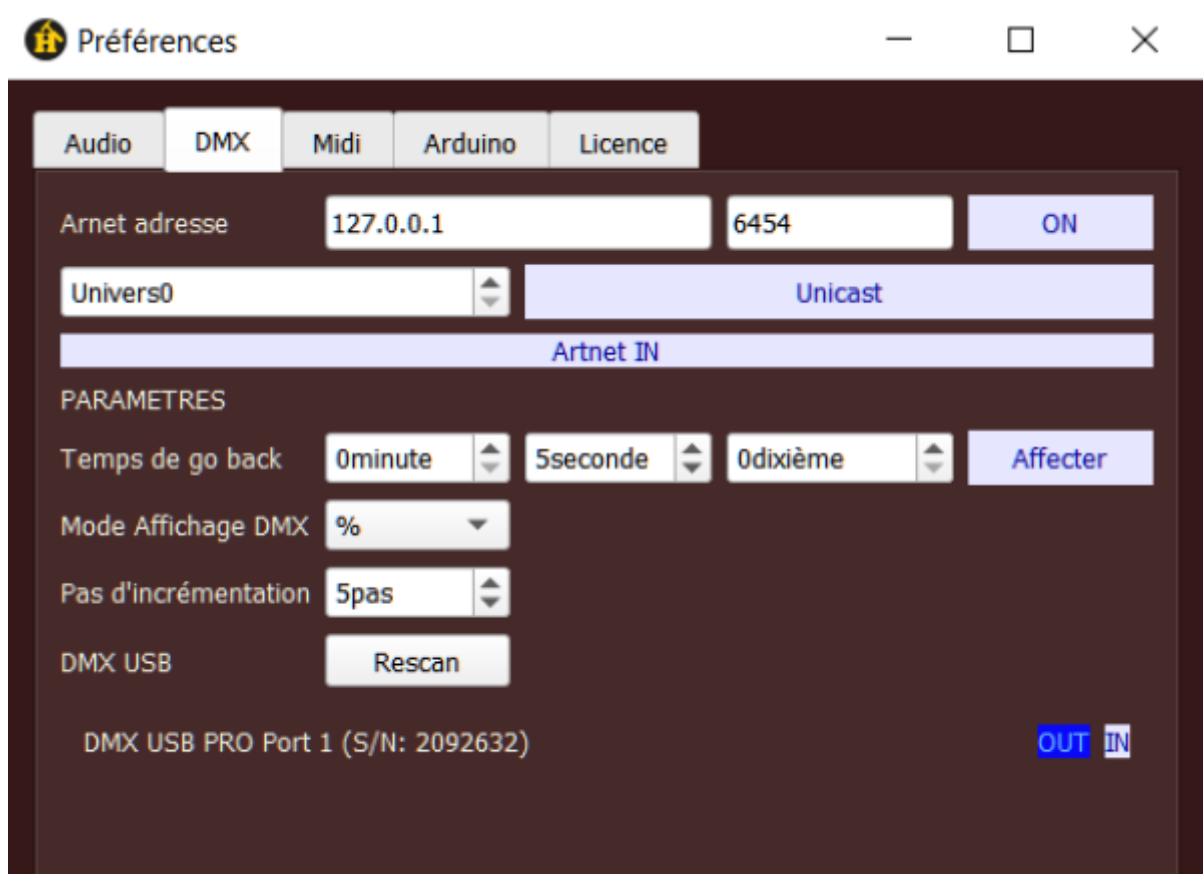 Préférences
Audio DMX Midi Arduino Licence
Arnet adresse 127.0.0.1 6454 ON
Univers0 Unicast
Artnet IN
PARAMETRES
Temps de go back 0minute 5seconde 0dixième Affecter
Mode Affichage DMX %
Pas d'incrémentation 5pas
DMX USB Rescan
DMX USB PRO Port 1 (S/N: 2092632) OUT IN